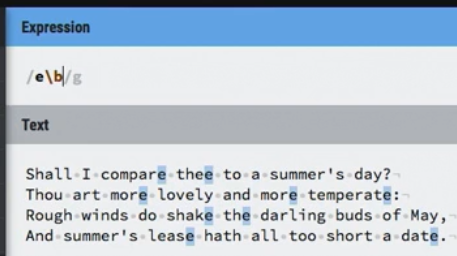 Expression
/e\b/g
Text
Shall I compare thee to a summer's day?
Thou art more lovely and more temperate:
Rough winds do shake the darling buds of May,
And summer's lease hath all too short a date.